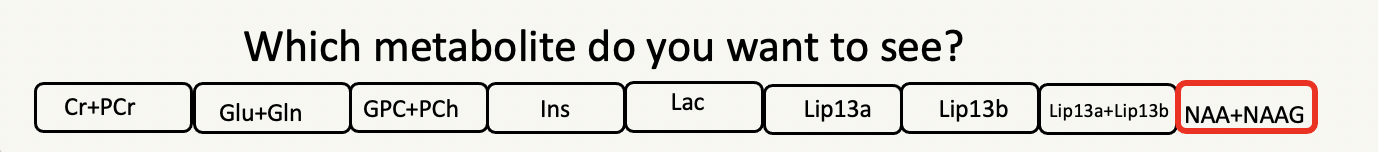 Which metabolite do you want to see?
Cr+PCr Glu+Gln GPC+PCh Ins Lac Lip13a Lip13b Lip13a+Lip13b NAA+NAAG